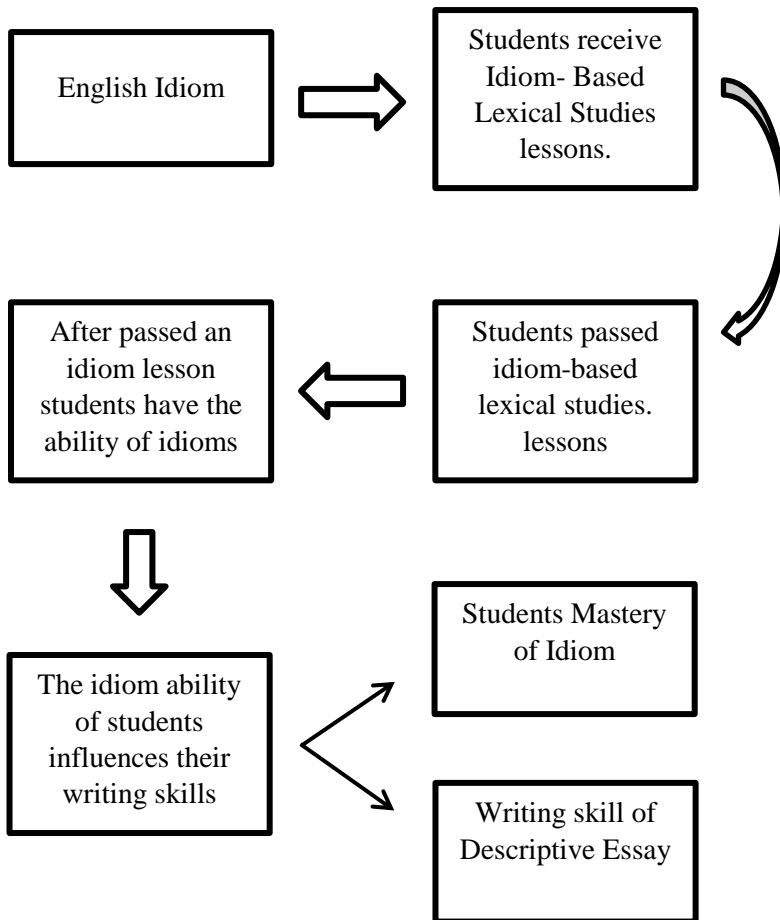 English Idiom
Students receive
Idiom- Based
Lexical Studies
lessons.
After passed an
idiom lesson
students have the
ability of idioms
Students passed
idiom-based
lexical studies.
lessons
The idiom ability
of students
influences their
writing skills
Students Mastery
of Idiom
Writing skill of
Descriptive Essay